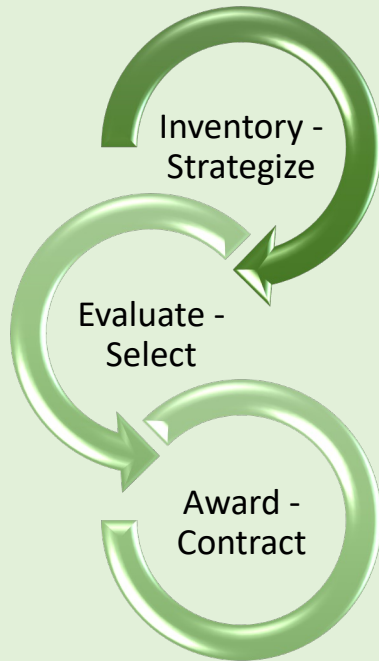 Inventory -
Strategize
Evaluate -
Select
Award -
Contract